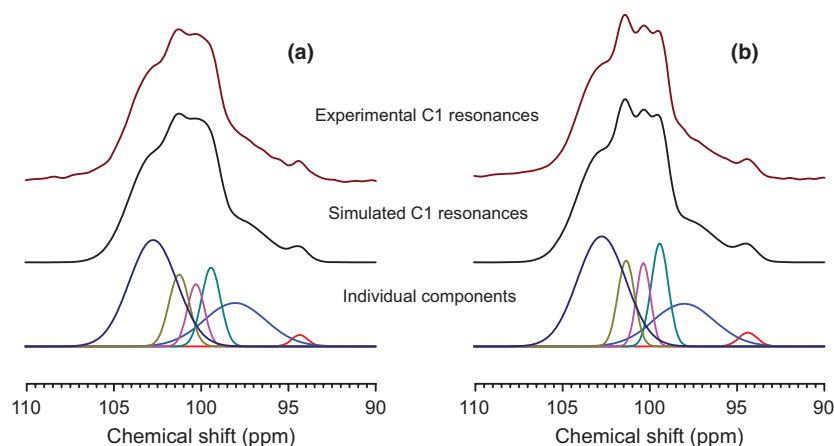 (a)
(b)
Experimental C1 resonances
Simulated C1 resonances
Individual components
110 105 100 95 90
110 105 100 95 90
Chemical shift (ppm)
Chemical shift (ppm)